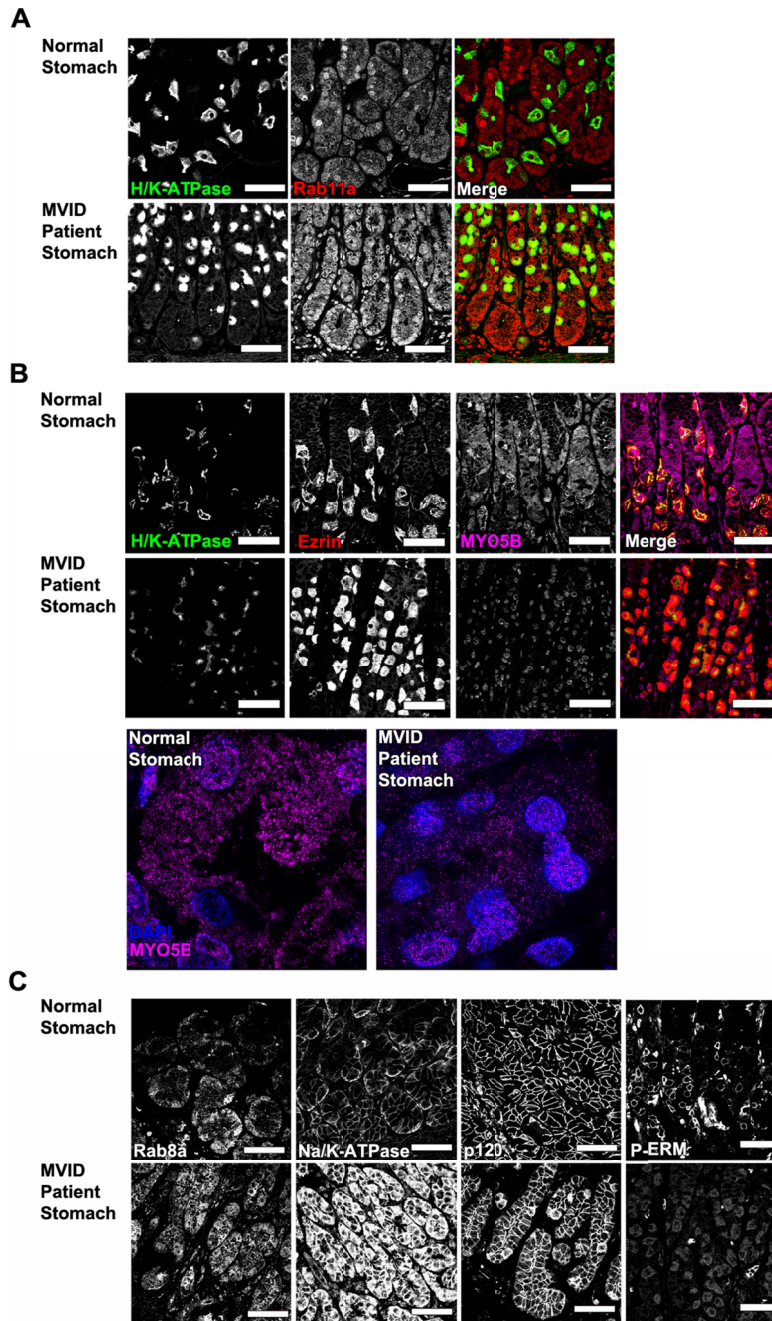 A
Normal
Stomach
H/K-ATPase
Rab11a
Merge
MVID
Patient
Stomach
B
Normal
Stomach
H/K-ATPase
Ezrin
MYO5B
Merge
MVID
Patient
Stomach
Normal
Stomach
DAPI
MYO5B
MVID
Patient
Stomach
C
Normal
Stomach
Rab8a
Na/K-ATPase
p120
P-ERM
MVID
Patient
Stomach